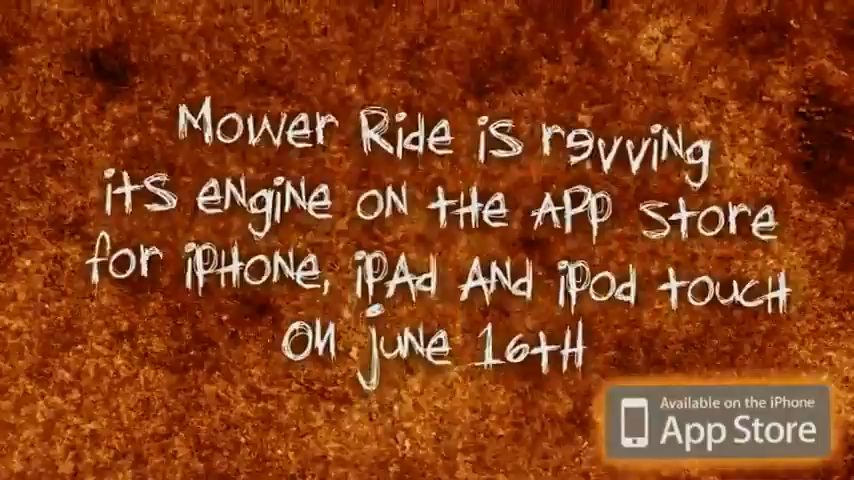 Mower Ride is revving
its engine on the App Store
for iPhone, iPad and iPod touch
on June 16th
Available on the iPhone
App Store